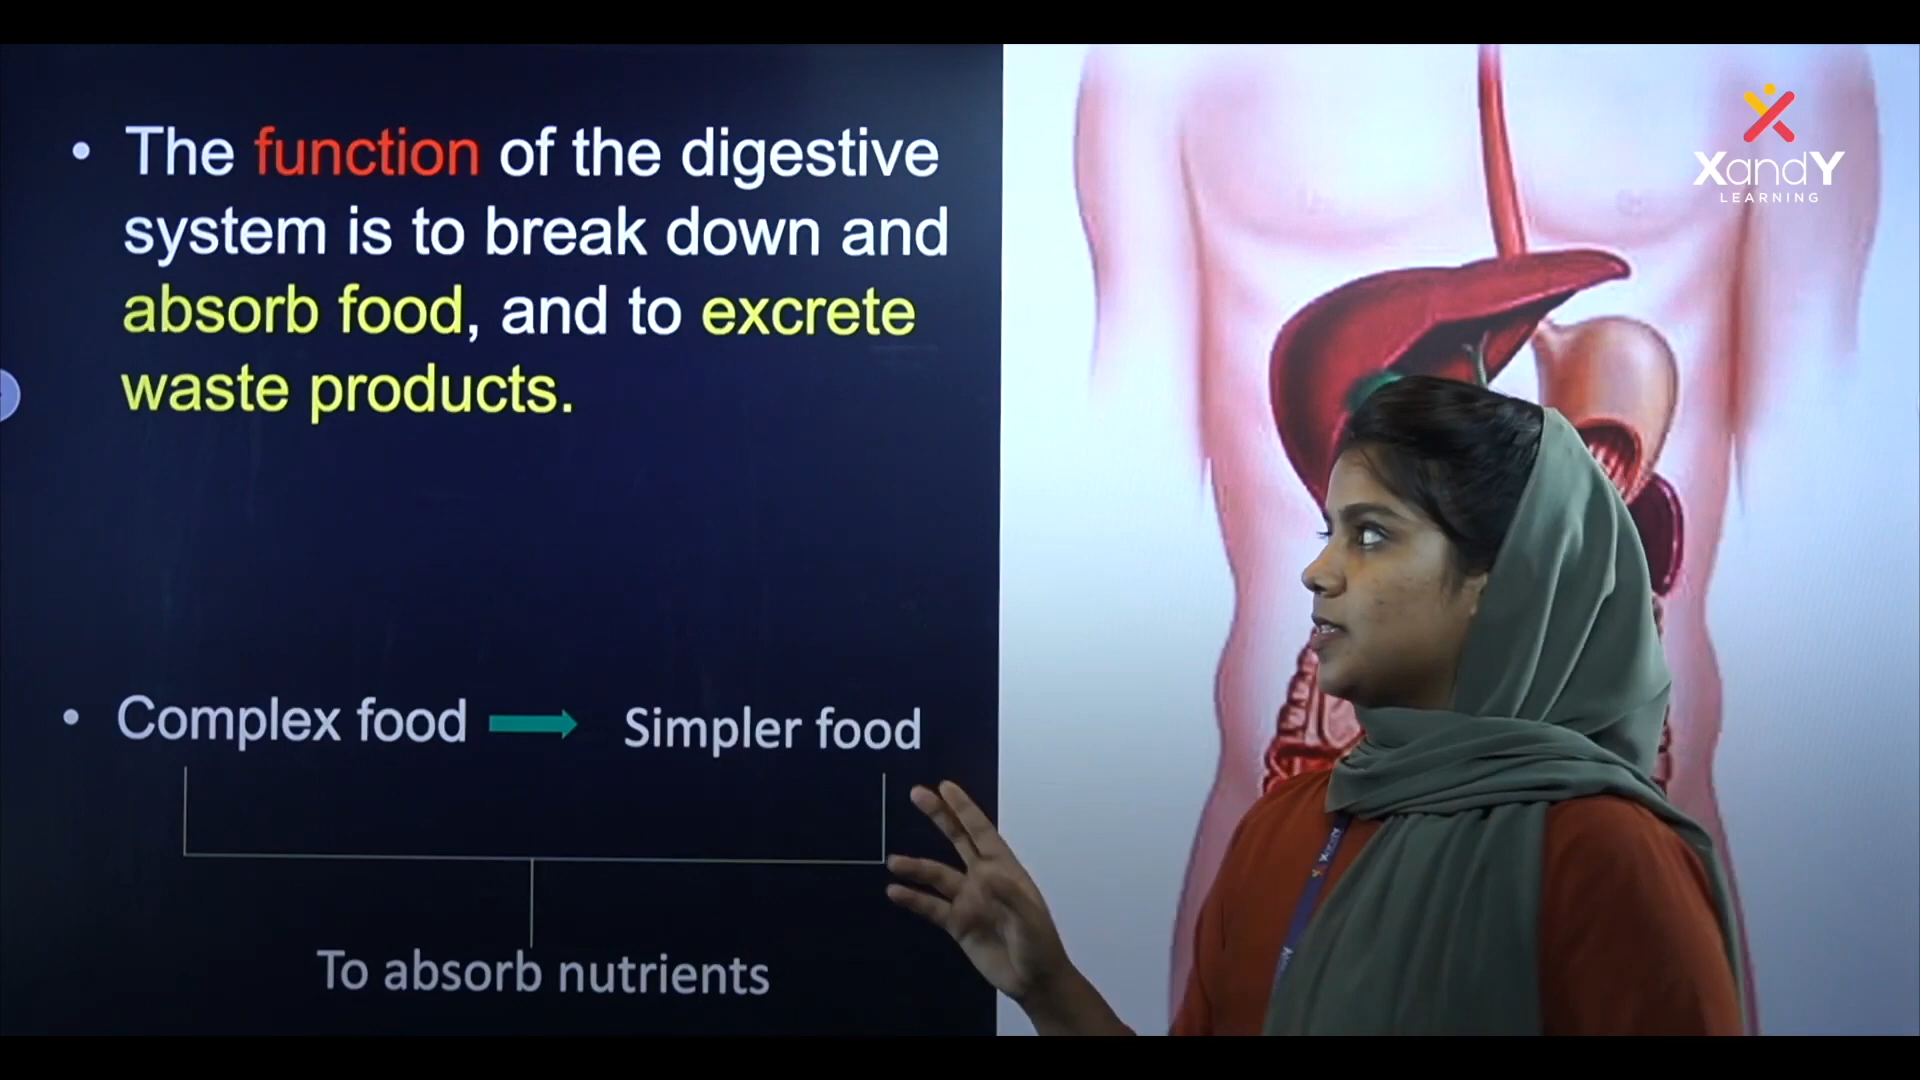 • The function of the digestive
system is to break down and
absorb food, and to excrete
waste products.
• Complex food Simpler food
To absorb nutrients
XandY
LEARNING
XandY